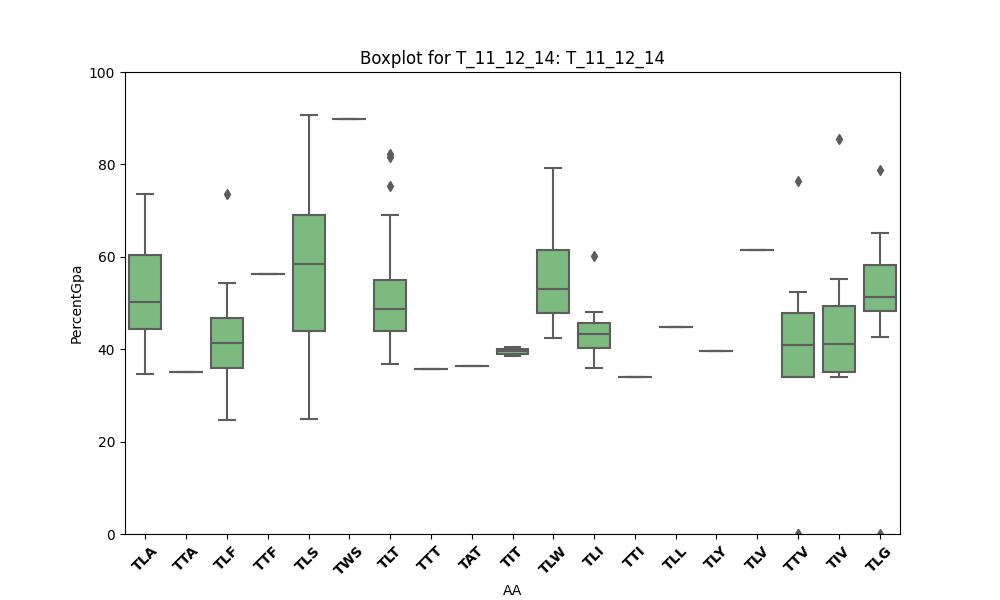 Boxplot for T_11_12_14: T_11_12_14
100
80
60
40
20
0
PercentGpa
TLA TTA TLF TTF TLS TWS TLT TTT TAT TIT TLW TLI TTI TLL TLY TLV TTV TIV TLG
AA